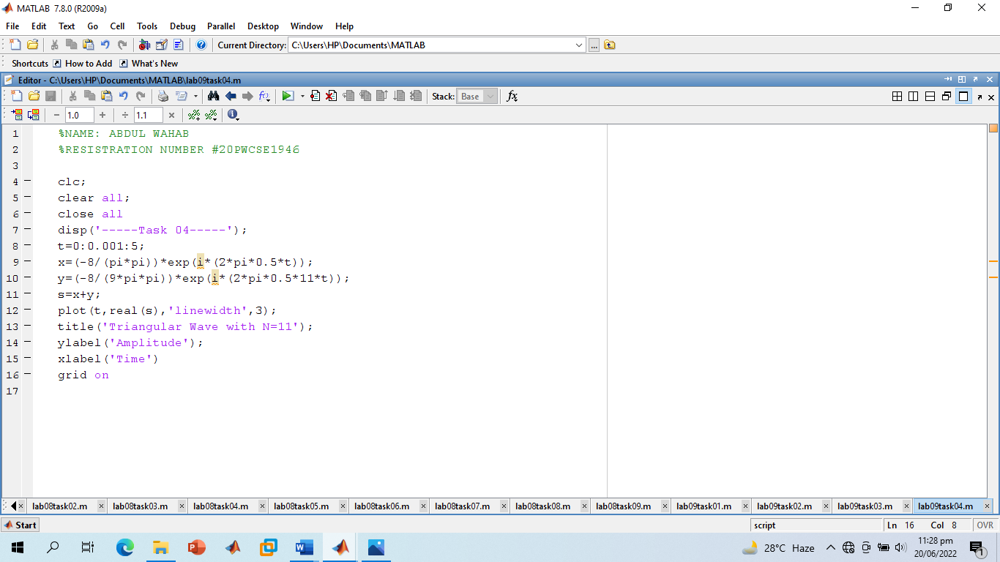 MATLAB 7.8.0 (R2009a)
File Edit Text Go Cell Tools Debug Parallel Desktop Window Help
Current Directory: C:\Users\HP\Documents\MATLAB ...
Shortcuts How to Add What's New
Editor - C:\Users\HP\Documents\MATLAB\lab09task04.m
Stack: Base fx
− 1.0 + ÷ 1.1 ×
1 %NAME: ABDUL WAHAB
2 %RESISTRATION NUMBER #20PWCSE1946
3
4 clc;
5 clear all;
6 close all
7 disp('-----Task 04-----');
8 t=0:0.001:5;
9 x=(-8/(pi*pi))*exp(i*(2*pi*0.5*t));
10 y=(-8/(9*pi*pi))*exp(i*(2*pi*0.5*11*t));
11 s=x+y;
12 plot(t,real(s),'linewidth',3);
13 title('Triangular Wave with N=11');
14 ylabel('Amplitude');
15 xlabel('Time')
16 grid on
17
lab08task02.m lab08task03.m lab08task04.m lab08task05.m lab08task06.m lab08task07.m lab08task08.m lab08task09.m lab09task01.m lab09task02.m lab09task03.m lab09task04.m
Start script Ln 16 Col 8 OVR
28°C Haze 11:28 pm
20/06/2022 1